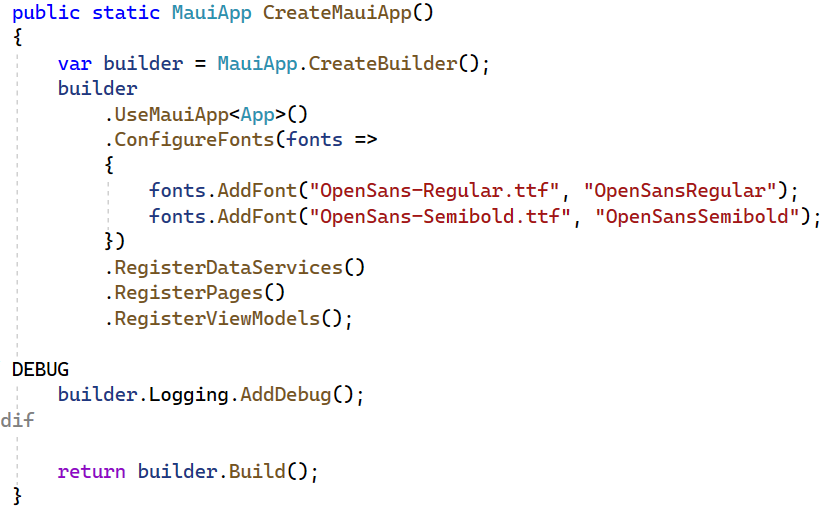 public static MauiApp CreateMauiApp()
{
    var builder = MauiApp.CreateBuilder();
    builder
        .UseMauiApp<App>()
        .ConfigureFonts(fonts =>
        {
            fonts.AddFont("OpenSans-Regular.ttf", "OpenSansRegular");
            fonts.AddFont("OpenSans-Semibold.ttf", "OpenSansSemibold");
        })
        .RegisterDataServices()
        .RegisterPages()
        .RegisterViewModels();
DEBUG
    builder.Logging.AddDebug();
dif
    return builder.Build();
}